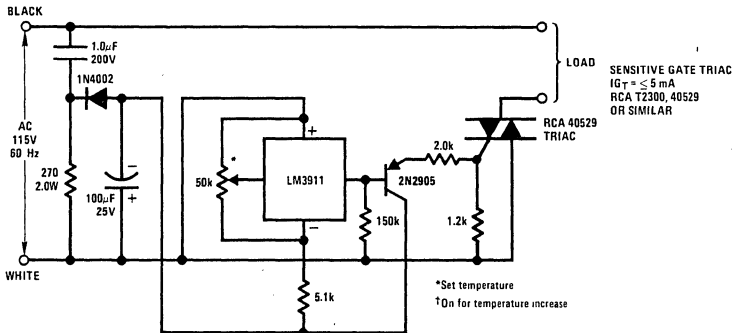 BLACK
1.0μF
200V
1N4002
AC
115V
60 Hz
270
2.0W
100μF
25V
−
+
WHITE
50k
*
+
LM3911
−
5.1k
150k
2N2905
2.0k
1.2k
LOAD
RCA 40529
TRIAC
SENSITIVE GATE TRIAC
IGT = ≤ 5 mA
RCA T2300, 40529
OR SIMILAR
*Set temperature
†On for temperature increase